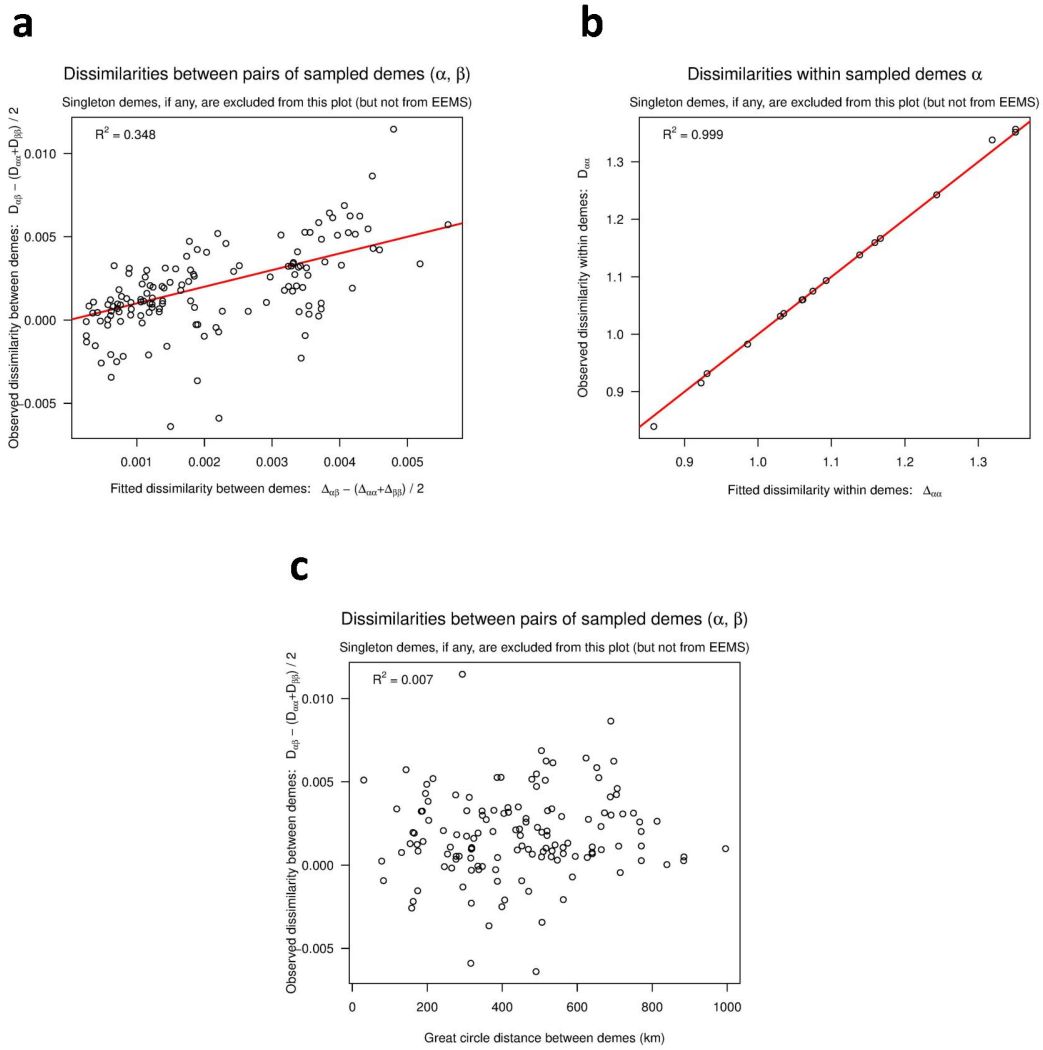 a
Dissimilarities between pairs of sampled demes (α, β)
Singleton demes, if any, are excluded from this plot (but not from EEMS)
R² = 0.348
Observed dissimilarity between demes: Dαβ − (Dαα+Dββ) / 2
0.010
0.005
0.000
−0.005
0.001 0.002 0.003 0.004 0.005
Fitted dissimilarity between demes: Δαβ − (Δαα+Δββ) / 2
b
Dissimilarities within sampled demes α
Singleton demes, if any, are excluded from this plot (but not from EEMS)
R² = 0.999
Observed dissimilarity within demes: Dαα
1.3
1.2
1.1
1.0
0.9
0.9 1.0 1.1 1.2 1.3
Fitted dissimilarity within demes: Δαα
c
Dissimilarities between pairs of sampled demes (α, β)
Singleton demes, if any, are excluded from this plot (but not from EEMS)
R² = 0.007
Observed dissimilarity between demes: Dαβ − (Dαα+Dββ) / 2
0.010
0.005
0.000
−0.005
0 200 400 600 800 1000
Great circle distance between demes (km)